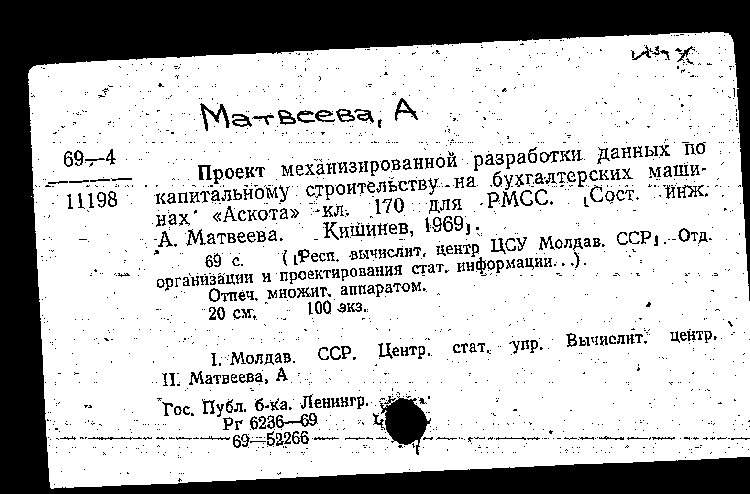 Матвеева, А
69—4
11198
Проект механизированной разработки данных по
капитальному строительству на бухгалтерских маши-
нах «Аскота» кл. 170 для РМСС. [Сост. инж.
А. Матвеева. Кишинев, 1969].
69 с. ([Респ. вычислит. центр ЦСУ Молдав. ССР]. Отд.
организации и проектирования стат. информации...).
Отпеч. множит. аппаратом.
20 см. 100 экз.
I. Молдав. ССР. Центр. стат. упр. Вычислит. центр.
II. Матвеева, А
Гос. Публ. б-ка. Ленингр.
Рг 6236—69
69—52266